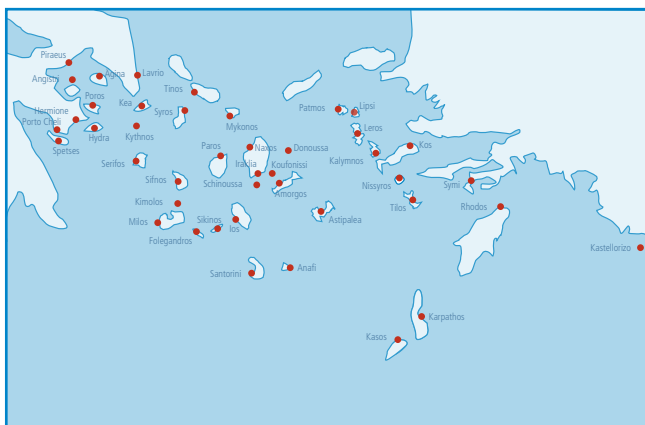 Piraeus
Angistri
Agina
Lavrio
Poros
Kea
Hermione
Porto Cheli
Hydra
Spetses
Kythnos
Tinos
Syros
Mykonos
Serifos
Sifnos
Kimolos
Milos
Paros
Naxos
Donoussa
Iraklia
Koufonissi
Schinoussa
Amorgos
Sikinos
Folegandros
Ios
Santorini
Anafi
Astipalea
Patmos
Lipsi
Leros
Kalymnos
Kos
Nissyros
Tilos
Symi
Rhodos
Kastellorizo
Karpathos
Kasos